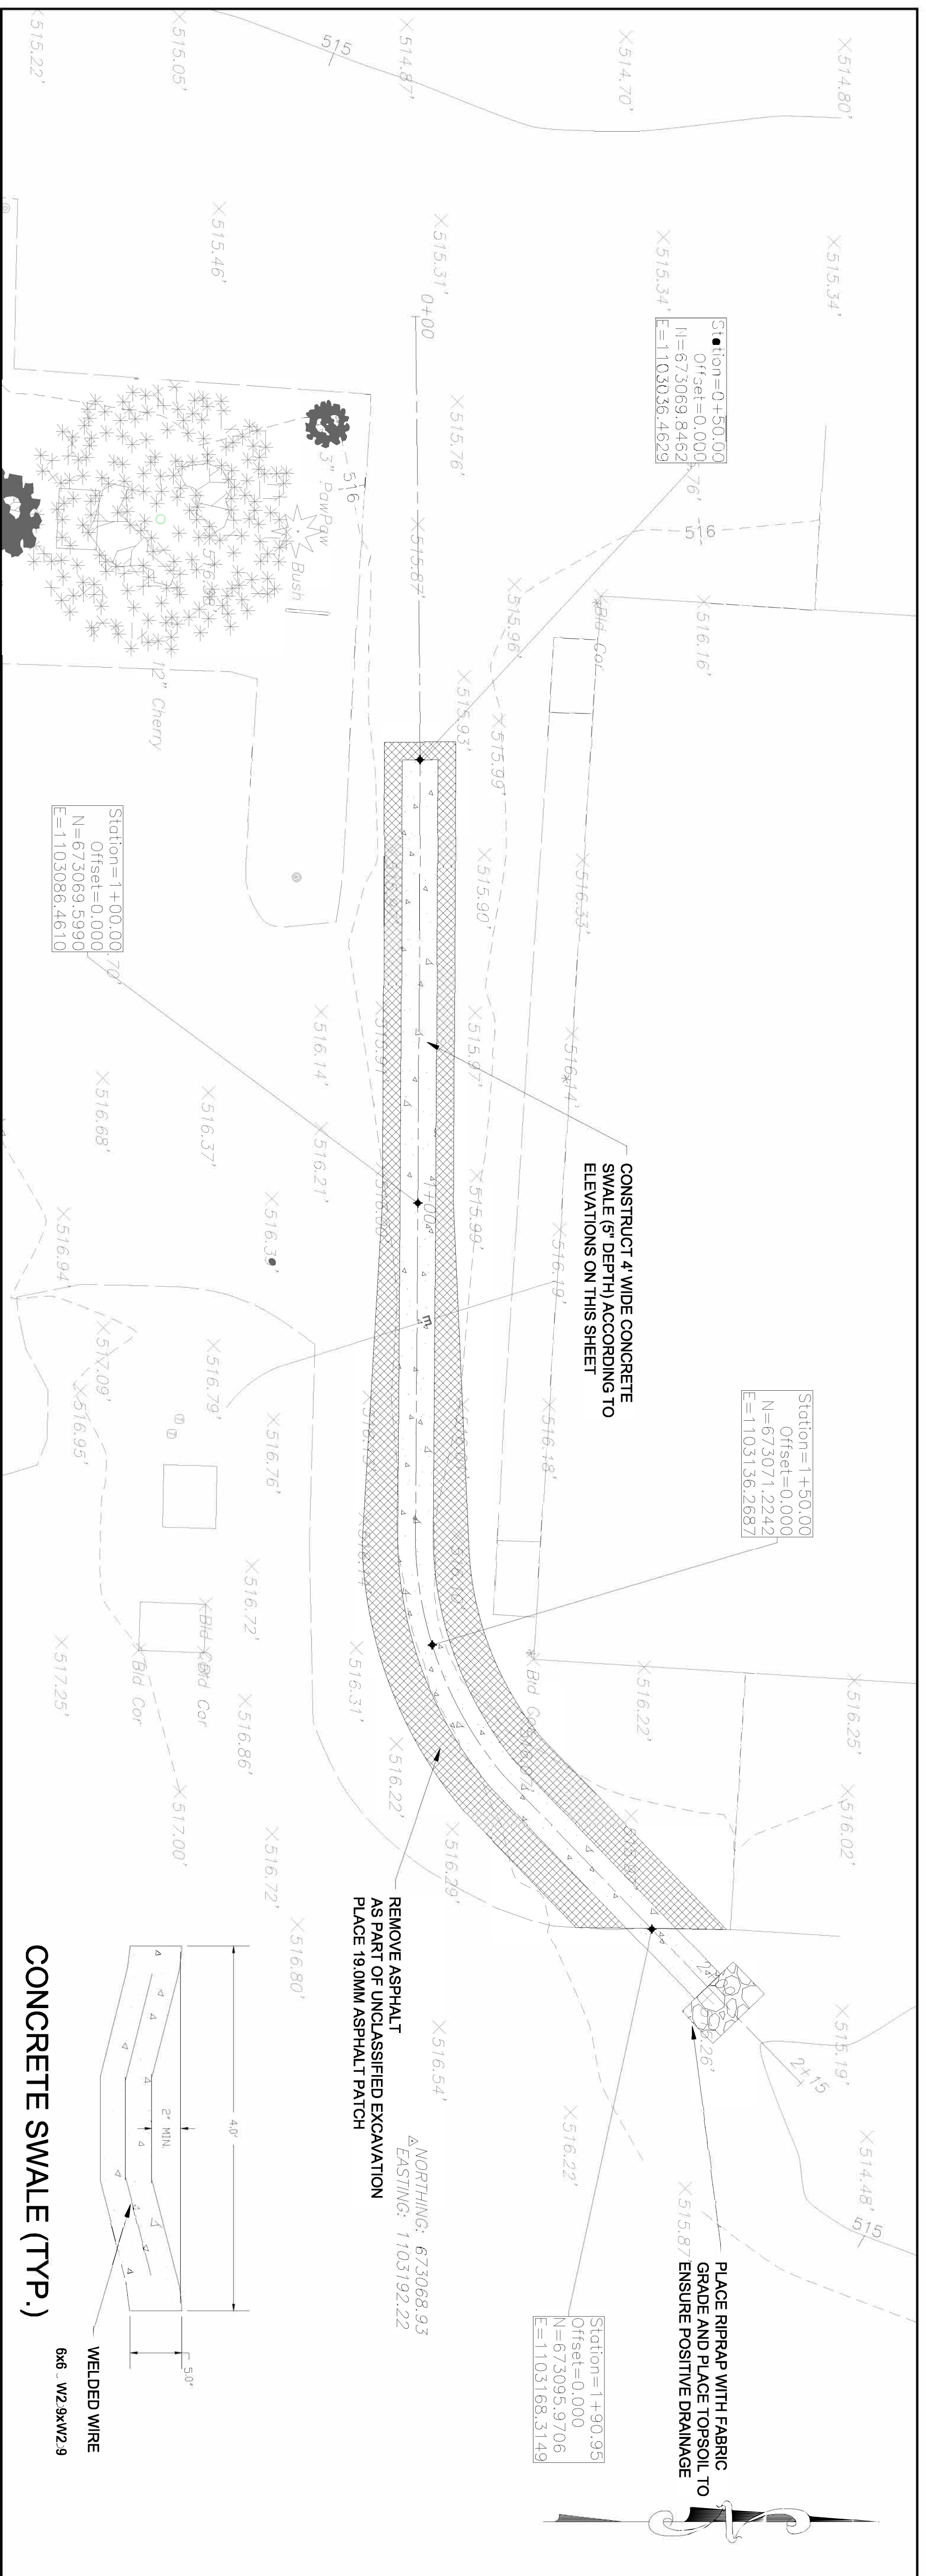 515.22'
515.05'
515
514.87'
514.70'
514.80'
515.46'
515.31'
515.34'
515.34'
0+00
Station=0+50.00
Offset=0.000
N=673069.8462
E=1103036.4629
.76'
516
515.76'
515.87'
516
3" PawPaw
Bush
12" Cherry
515.96'
Bld Cor
516.16'
515.93'
515.99'
515.90'
516.33'
Station=1+00.00
Offset=0.000
N=673069.5990
E=1103086.4610
.70'
516.14'
516.21'
516.68'
516.37'
516.94'
515.97'
515.99'
516.14'
516.19'
516.18'
1+00
E
CONSTRUCT 4' WIDE CONCRETE
SWALE (5" DEPTH) ACCORDING TO
ELEVATIONS ON THIS SHEET
Station=1+50.00
Offset=0.000
N=673071.2242
E=1103136.2687
517.09'
516.95'
516.79'
516.76'
516.72'
Bld Cor
Bld Cor
Bld Cor
517.25'
516.86'
517.00'
516.72'
516.80'
516.31'
516.22'
516.29'
Bld Cor
516.22'
516.25'
516.02'
REMOVE ASPHALT
AS PART OF UNCLASSIFIED EXCAVATION
PLACE 19.0MM ASPHALT PATCH
516.54'
NORTHING: 673068.93
EASTING: 1103192.22
2+15
515.19'
514.48'
515
516.22'
515.87'
PLACE RIPRAP WITH FABRIC
GRADE AND PLACE TOPSOIL TO
ENSURE POSITIVE DRAINAGE
Station=1+90.95
Offset=0.000
N=673095.9706
E=1103168.3149
4.0'
2" MIN.
5.0"
WELDED WIRE
6x6 _ W2.9xW2.9
CONCRETE SWALE (TYP.)